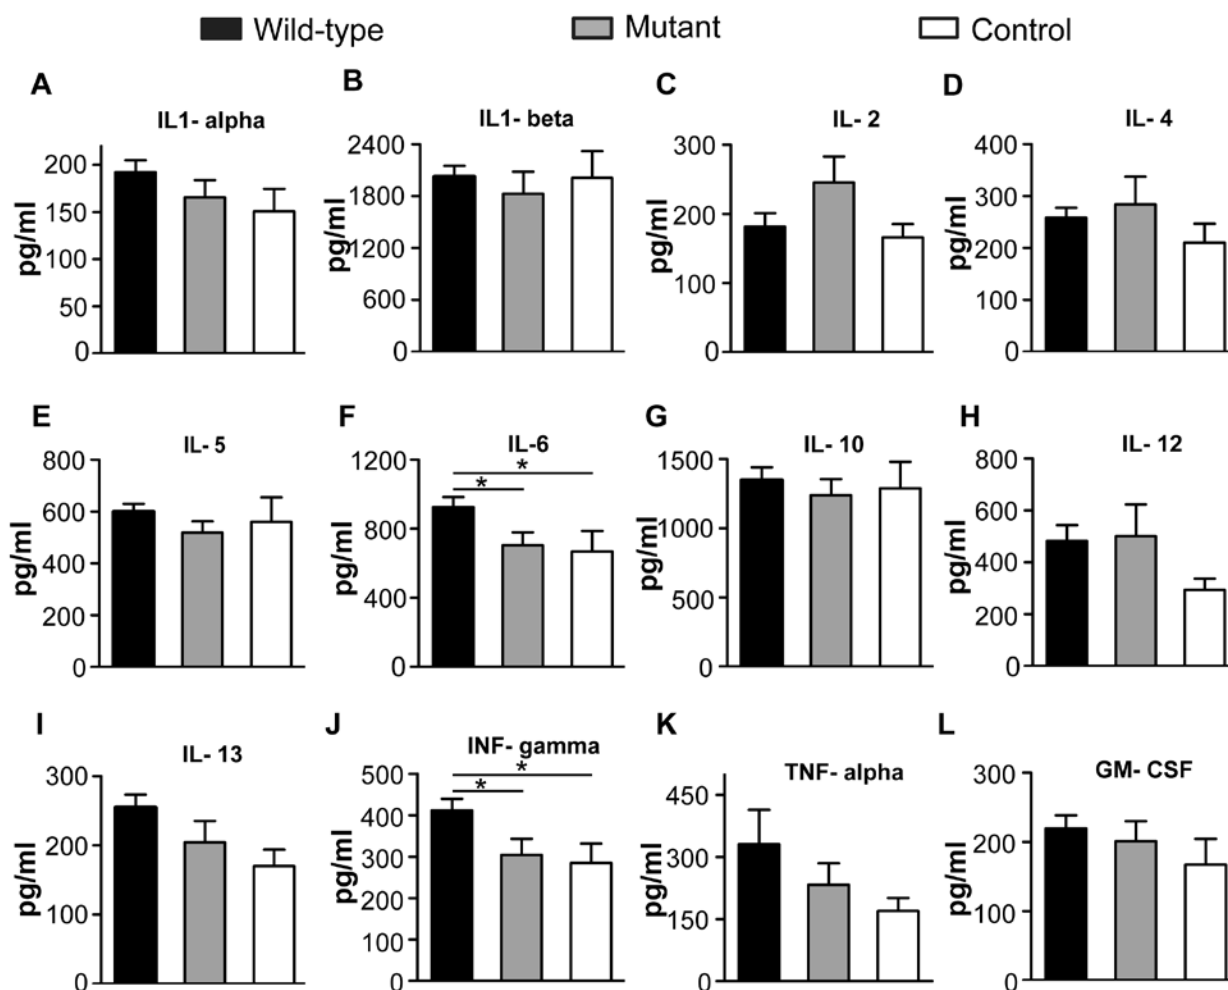 Wild-type Mutant Control
A B C D
IL1- alpha IL1- beta IL- 2 IL- 4
pg/ml 200 150 100 50 0
pg/ml 2400 1800 1200 600 0
pg/ml 300 200 100 0
pg/ml 400 300 200 100 0
E F G H
IL- 5 IL-6 IL- 10 IL- 12
pg/ml 800 600 400 200 0
pg/ml 1200 800 400 0 * *
pg/ml 1500 1000 500 0
pg/ml 800 600 400 200 0
I J K L
IL- 13 INF- gamma TNF- alpha GM- CSF
pg/ml 300 200 100 0
pg/ml 500 400 300 200 100 0 * *
pg/ml 450 300 150 0
pg/ml 300 200 100 0